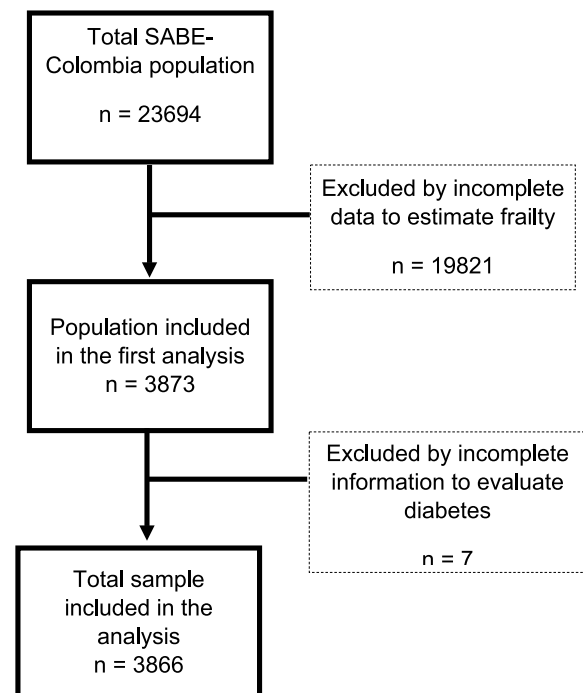 Total SABE-
Colombia population
n = 23694
Excluded by incomplete
data to estimate frailty
n = 19821
Population included
in the first analysis
n = 3873
Excluded by incomplete
information to evaluate
diabetes
n = 7
Total sample
included in the
analysis
n = 3866